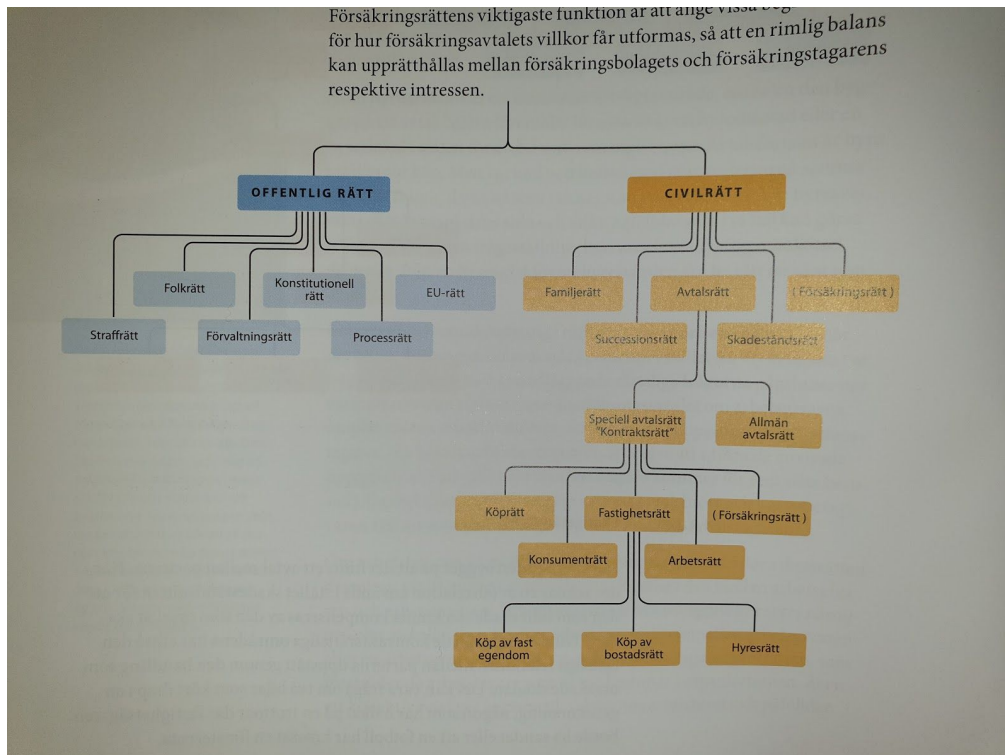 Försäkringsrättens viktigaste funktion är att ange vissa
för hur försäkringsavtalets villkor får utformas, så att en rimlig balans
kan upprätthållas mellan försäkringsbolagets och försäkringstagarens
respektive intressen.
OFFENTLIG RÄTT
CIVILRÄTT
Folkrätt
Konstitutionell
rätt
EU-rätt
Familjerätt
Avtalsrätt
( Försäkringsrätt )
Straffrätt
Förvaltningsrätt
Processrätt
Successionsrätt
Skadeståndsrätt
Speciell avtalsrätt
"Kontraktsrätt"
Allmän
avtalsrätt
Köprätt
Fastighetsrätt
( Försäkringsrätt )
Konsumenträtt
Arbetsrätt
Köp av fast
egendom
Köp av
bostadsrätt
Hyresrätt